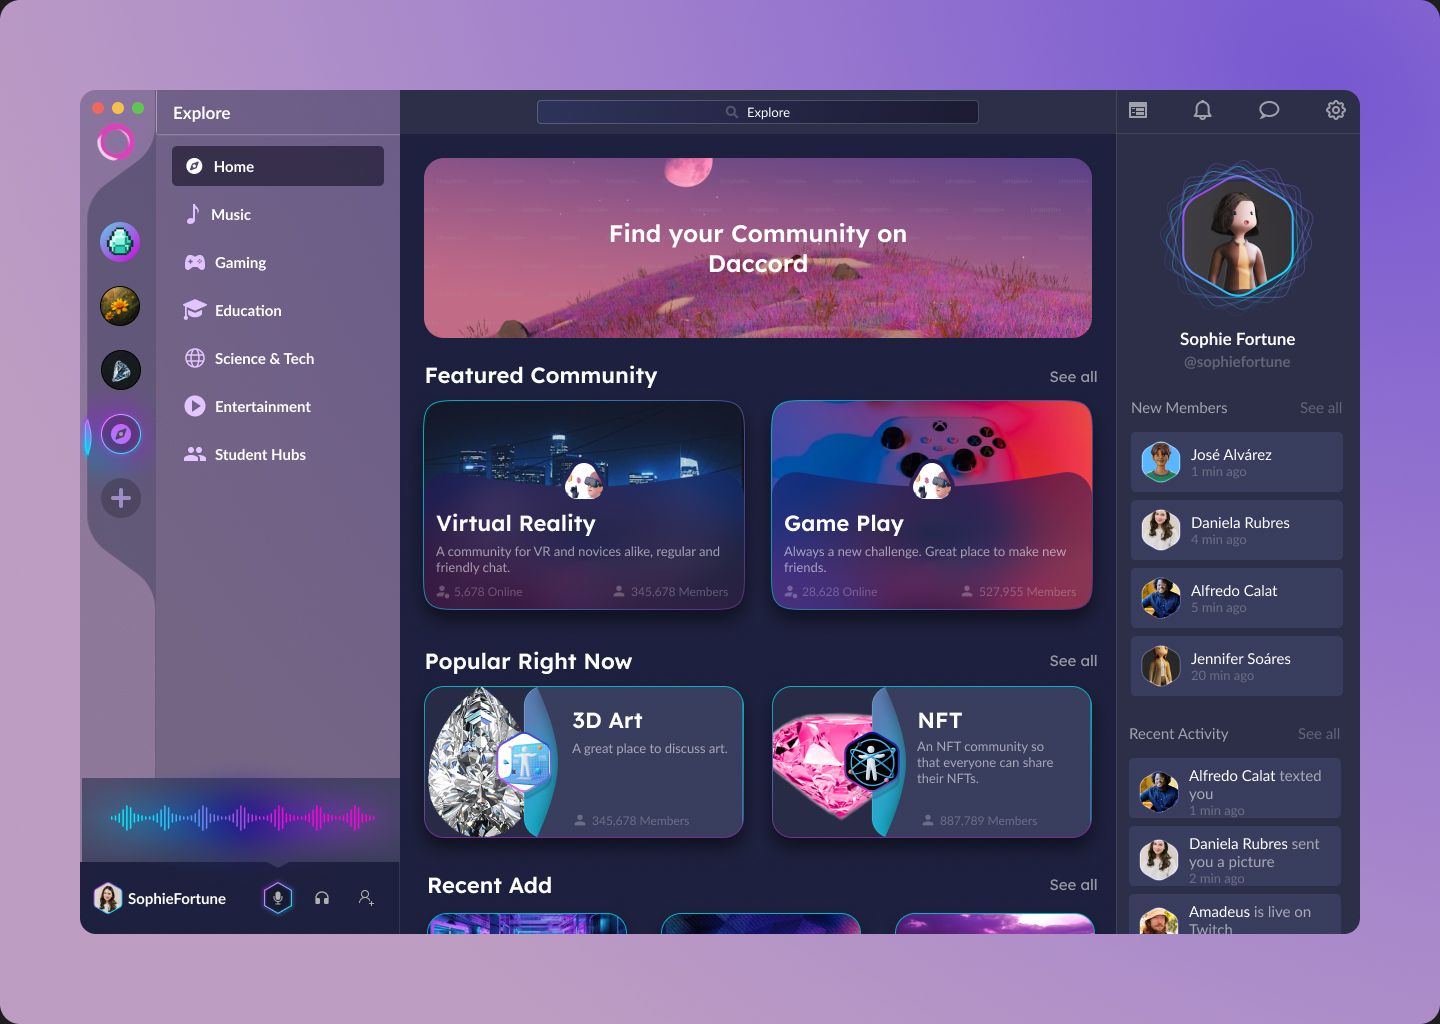 Explore
Home
Music
Gaming
Education
Science & Tech
Entertainment
Student Hubs
SophieFortune
Explore
Find your Community on
Daccord
Featured Community
See all
Virtual Reality
A community for VR and novices alike, regular and
friendly chat.
5,678 Online
345,678 Members
Game Play
Always a new challenge. Great place to make new
friends.
28,628 Online
527,955 Members
Popular Right Now
See all
3D Art
A great place to discuss art.
345,678 Members
NFT
An NFT community so
that everyone can share
their NFTs.
887,789 Members
Recent Add
See all
Sophie Fortune
@sophiefortune
New Members
See all
José Alvárez
1 min ago
Daniela Rubres
4 min ago
Alfredo Calat
5 min ago
Jennifer Soáres
20 min ago
Recent Activity
See all
Alfredo Calat texted
you
1 min ago
Daniela Rubres sent
you a picture
2 min ago
Amadeus is live on
Twitch